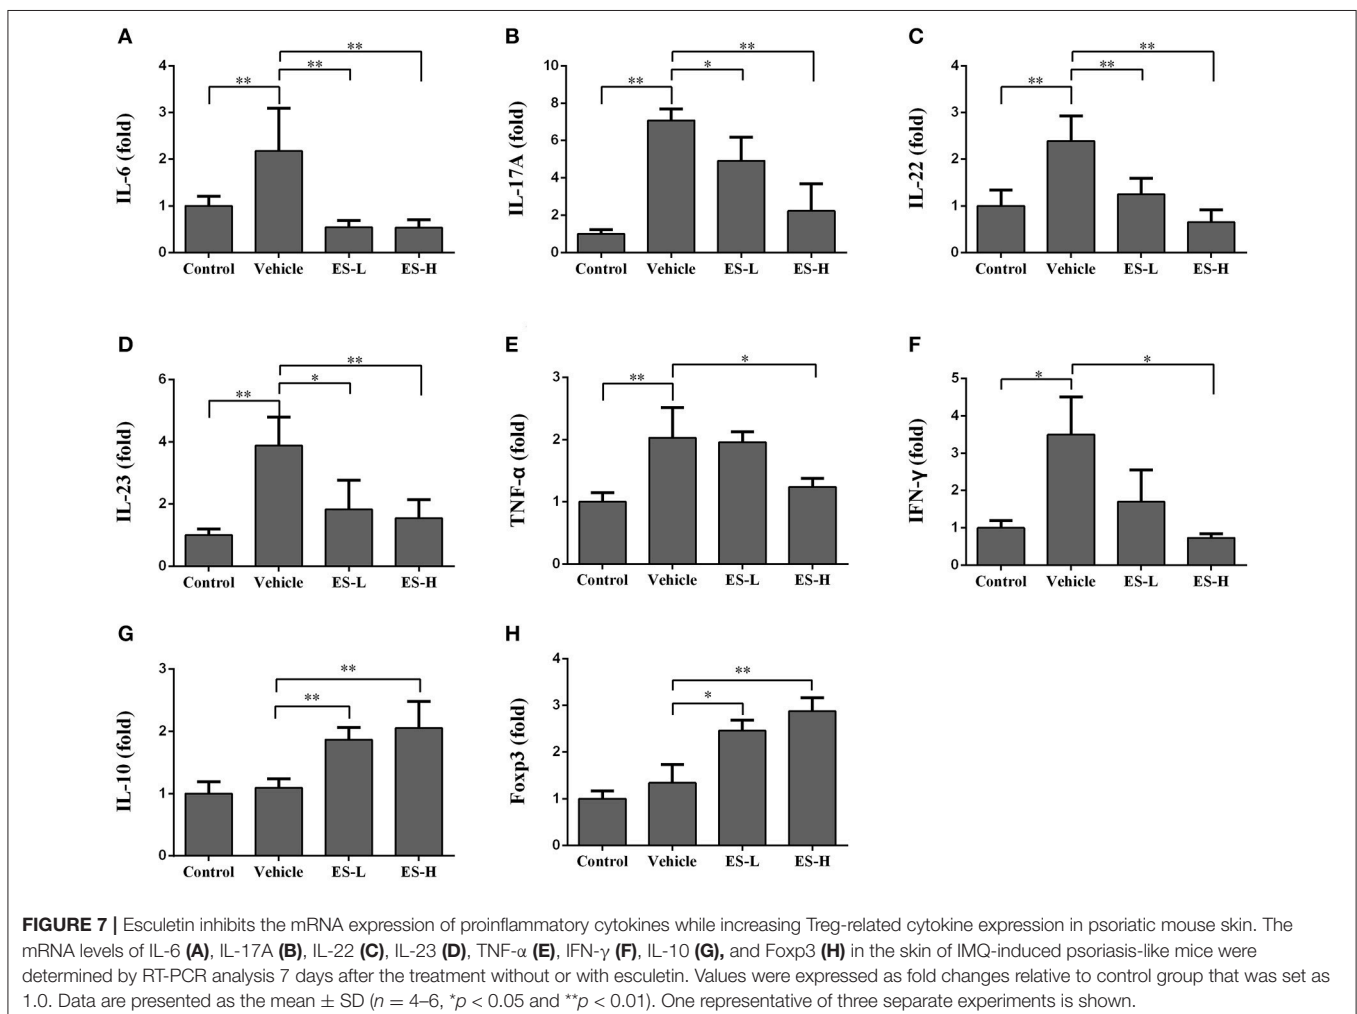 A
**
**
**
IL-6 (fold)
4
3
2
1
0
Control Vehicle ES-L ES-H
B
**
*
**
IL-17A (fold)
10
8
6
4
2
0
Control Vehicle ES-L ES-H
C
**
**
**
IL-22 (fold)
4
3
2
1
0
Control Vehicle ES-L ES-H
D
**
*
**
IL-23 (fold)
6
4
2
0
Control Vehicle ES-L ES-H
E
*
**
TNF-α (fold)
3
2
1
0
Control Vehicle ES-L ES-H
F
*
*
IFN-γ (fold)
5
4
3
2
1
0
Control Vehicle ES-L ES-H
G
**
**
IL-10 (fold)
3
2
1
0
Control Vehicle ES-L ES-H
H
**
*
Foxp3 (fold)
4
3
2
1
0
Control Vehicle ES-L ES-H
FIGURE 7 | Esculetin inhibits the mRNA expression of proinflammatory cytokines while increasing Treg-related cytokine expression in psoriatic mouse skin. The
mRNA levels of IL-6 (A), IL-17A (B), IL-22 (C), IL-23 (D), TNF-α (E), IFN-γ (F), IL-10 (G), and Foxp3 (H) in the skin of IMQ-induced psoriasis-like mice were
determined by RT-PCR analysis 7 days after the treatment without or with esculetin. Values were expressed as fold changes relative to control group that was set as
1.0. Data are presented as the mean ± SD (n = 4–6, *p < 0.05 and **p < 0.01). One representative of three separate experiments is shown.